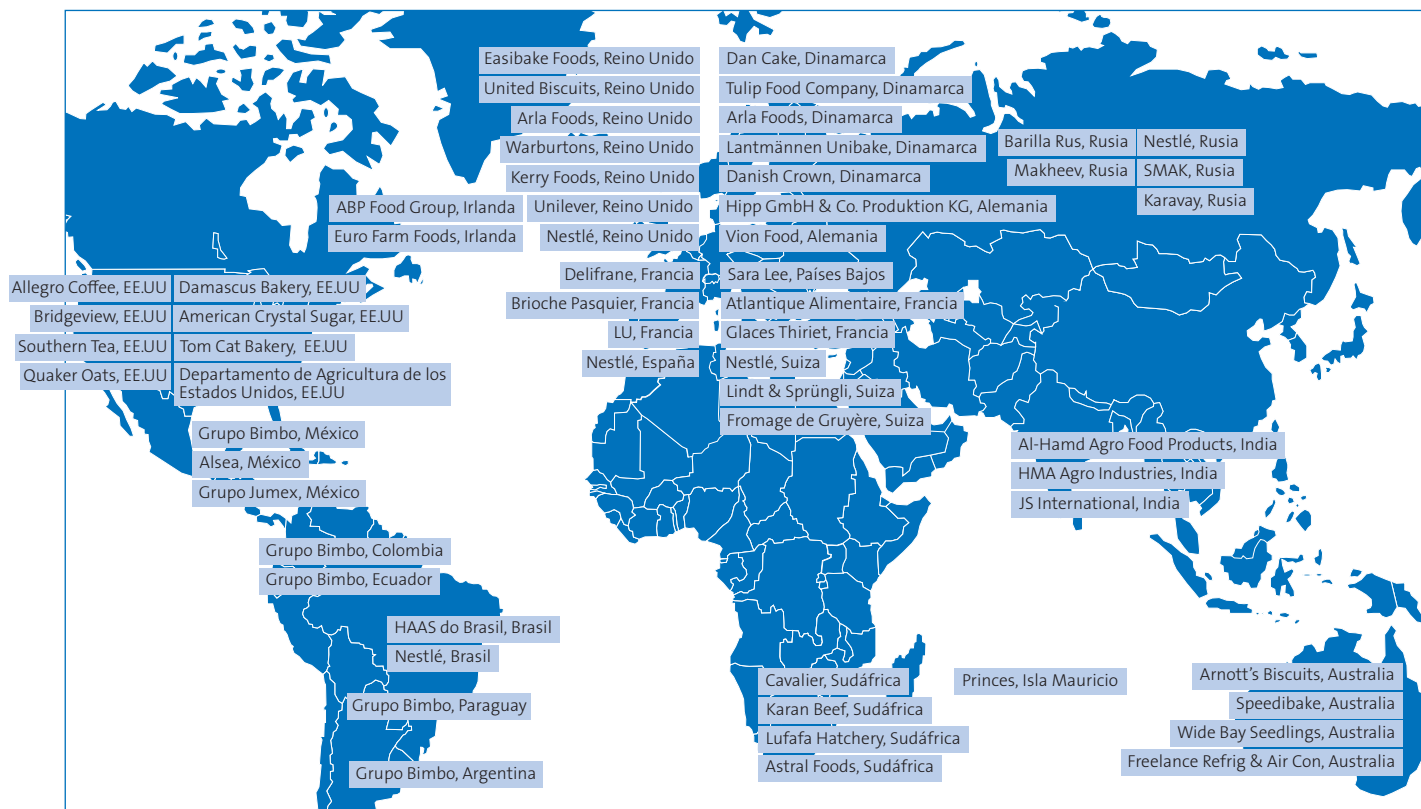 Easibake Foods, Reino Unido
United Biscuits, Reino Unido
Arla Foods, Reino Unido
Warburtons, Reino Unido
Kerry Foods, Reino Unido
Unilever, Reino Unido
Nestlé, Reino Unido
ABP Food Group, Irlanda
Euro Farm Foods, Irlanda
Dan Cake, Dinamarca
Tulip Food Company, Dinamarca
Arla Foods, Dinamarca
Lantmännen Unibake, Dinamarca
Danish Crown, Dinamarca
Hipp GmbH & Co. Produktion KG, Alemania
Vion Food, Alemania
Barilla Rus, Rusia
Makheev, Rusia
Nestlé, Rusia
SMAK, Rusia
Karavay, Rusia
Delifrane, Francia
Brioche Pasquier, Francia
LU, Francia
Nestlé, España
Sara Lee, Países Bajos
Atlantique Alimentaire, Francia
Glaces Thiriet, Francia
Nestlé, Suiza
Lindt & Sprüngli, Suiza
Fromage de Gruyère, Suiza
Allegro Coffee, EE.UU
Bridgeview, EE.UU
Southern Tea, EE.UU
Quaker Oats, EE.UU
Damascus Bakery, EE.UU
American Crystal Sugar, EE.UU
Tom Cat Bakery, EE.UU
Departamento de Agricultura de los
Estados Unidos, EE.UU
Grupo Bimbo, México
Alsea, México
Grupo Jumex, México
Al-Hamd Agro Food Products, India
HMA Agro Industries, India
JS International, India
Grupo Bimbo, Colombia
Grupo Bimbo, Ecuador
HAAS do Brasil, Brasil
Nestlé, Brasil
Grupo Bimbo, Paraguay
Grupo Bimbo, Argentina
Cavalier, Sudáfrica
Karan Beef, Sudáfrica
Lufafa Hatchery, Sudáfrica
Astral Foods, Sudáfrica
Princes, Isla Mauricio
Arnott's Biscuits, Australia
Speedibake, Australia
Wide Bay Seedlings, Australia
Freelance Refrig & Air Con, Australia